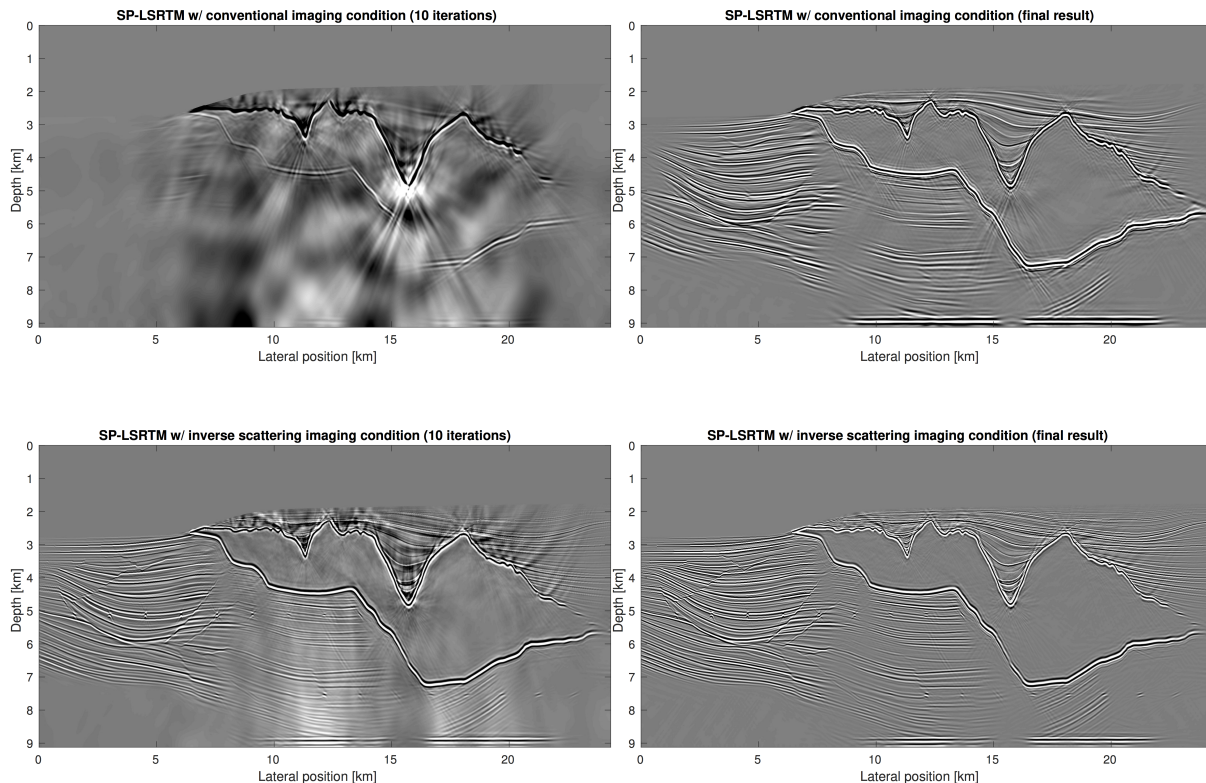 SP-LSRTM w/ conventional imaging condition (10 iterations)
0
1
2
3
4
5
6
7
8
9
Depth [km]
0 5 10 15 20
Lateral position [km]
SP-LSRTM w/ conventional imaging condition (final result)
0
1
2
3
4
5
6
7
8
9
Depth [km]
0 5 10 15 20
Lateral position [km]
SP-LSRTM w/ inverse scattering imaging condition (10 iterations)
0
1
2
3
4
5
6
7
8
9
Depth [km]
0 5 10 15 20
Lateral position [km]
SP-LSRTM w/ inverse scattering imaging condition (final result)
0
1
2
3
4
5
6
7
8
9
Depth [km]
0 5 10 15 20
Lateral position [km]